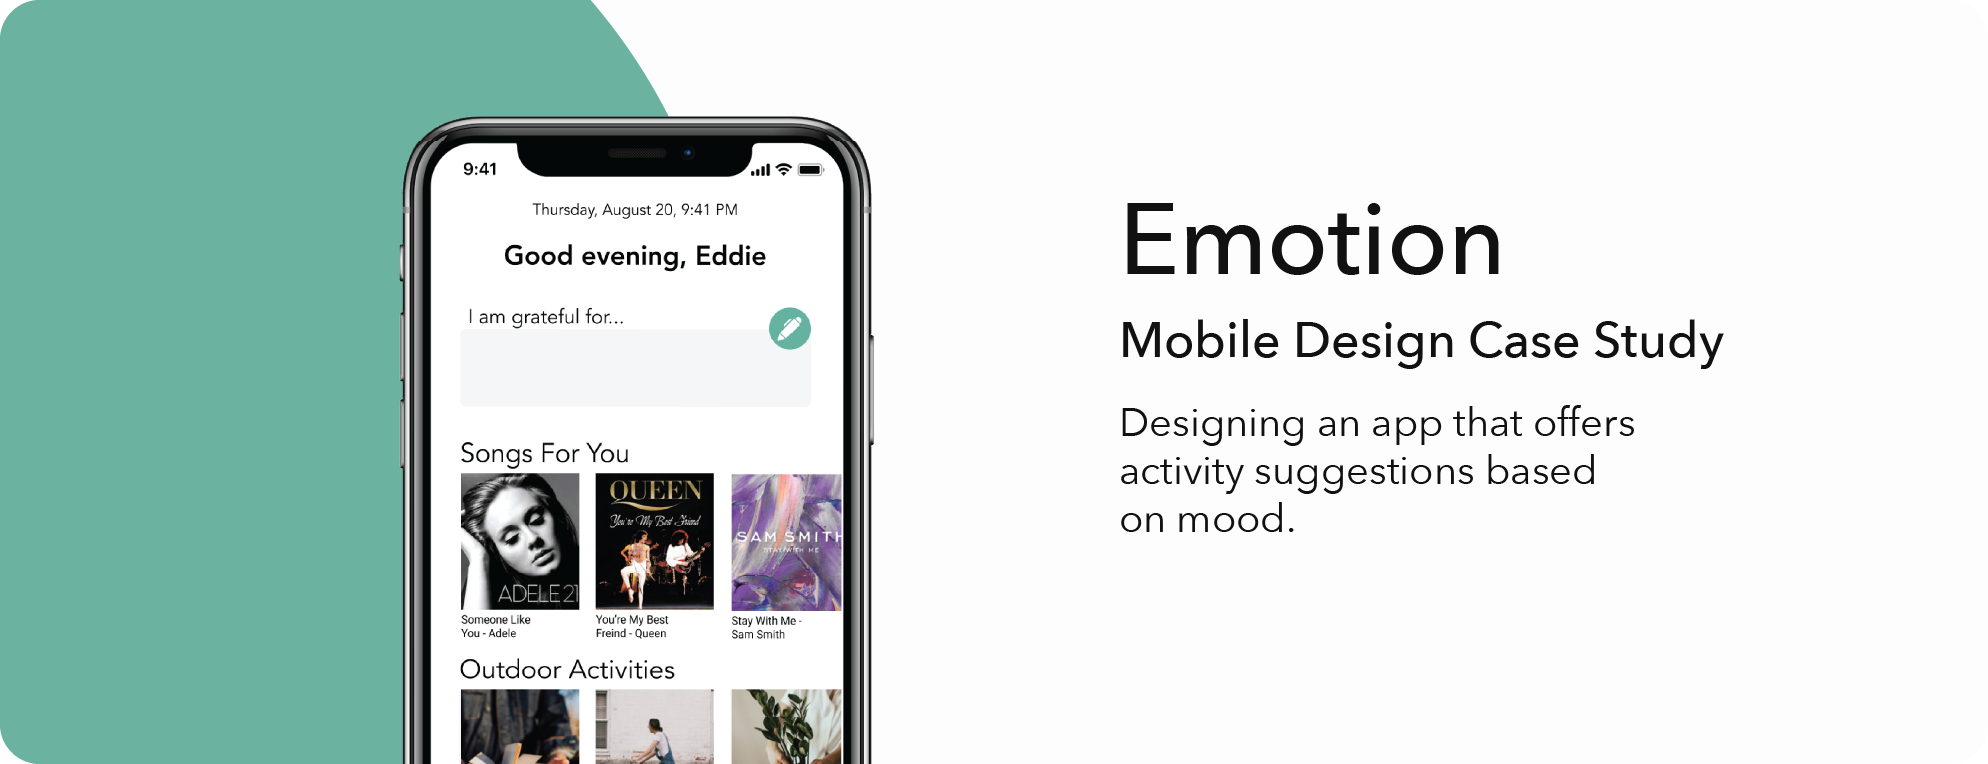 9:41
Thursday, August 20, 9:41 PM
Good evening, Eddie
I am grateful for...
Songs For You
ADELE 21
QUEEN
You're My Best Friend
SAM SMITH
STAY WITH ME
Someone Like
You - Adele
You're My Best
Freind - Queen
Stay With Me -
Sam Smith
Outdoor Activities
Emotion
Mobile Design Case Study
Designing an app that offers
activity suggestions based
on mood.